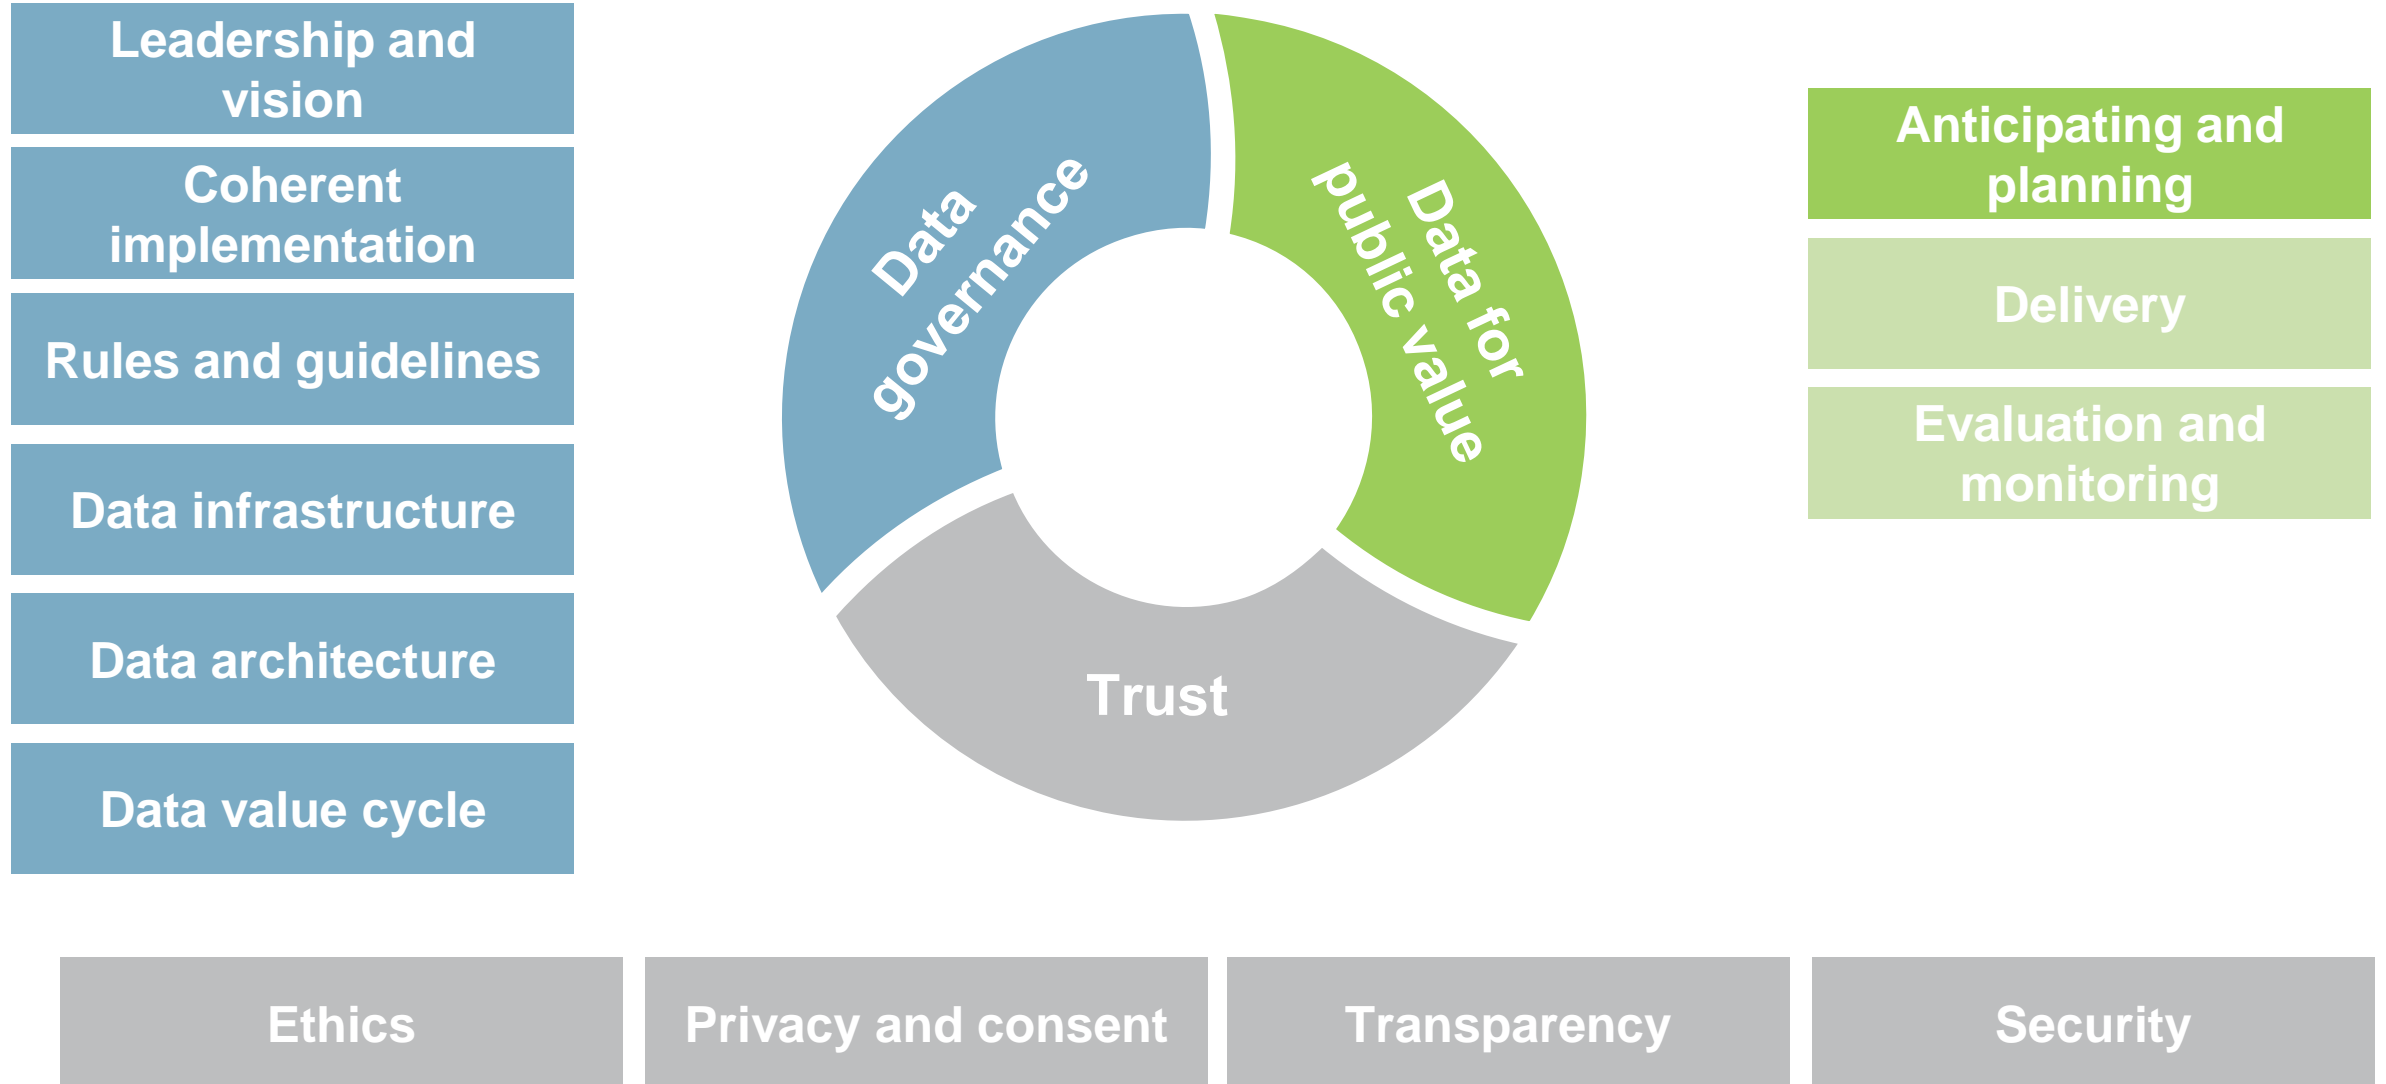 Leadership and
vision
Coherent
implementation
Rules and guidelines
Data infrastructure
Data architecture
Data value cycle
Data
governance
Data for
public value
Trust
Anticipating and
planning
Delivery
Evaluation and
monitoring
Ethics
Privacy and consent
Transparency
Security